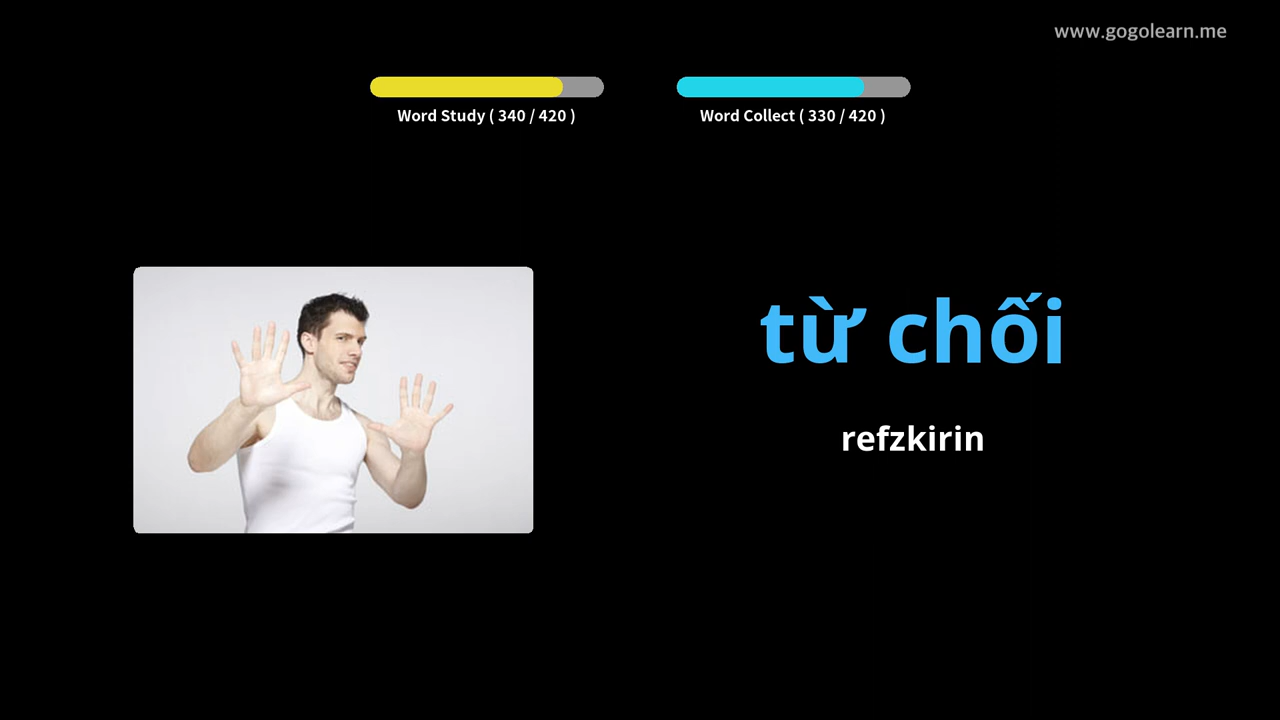 www.gogolearn.me
Word Study ( 340 / 420 )
Word Collect ( 330 / 420 )
từ chối
refzkirin